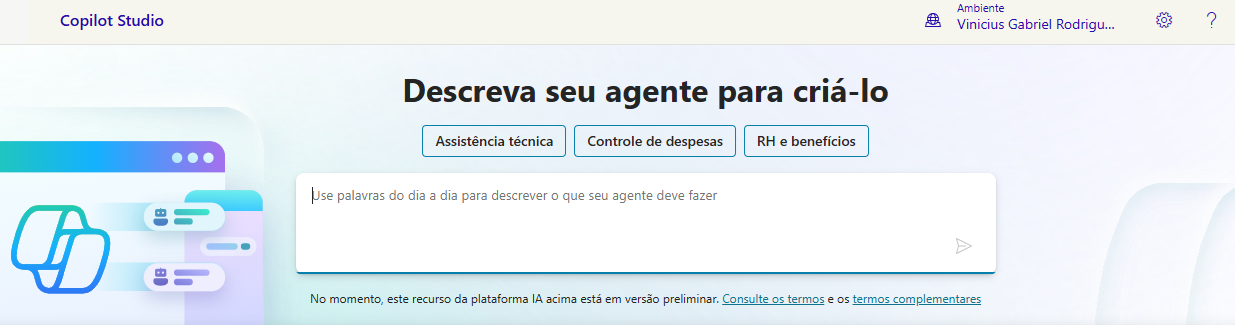 Copilot Studio
Ambiente
Vinicius Gabriel Rodrigu...
?
Descreva seu agente para criá-lo
Assistência técnica
Controle de despesas
RH e benefícios
Use palavras do dia a dia para descrever o que seu agente deve fazer
No momento, este recurso da plataforma IA acima está em versão preliminar. Consulte os termos e os termos complementares